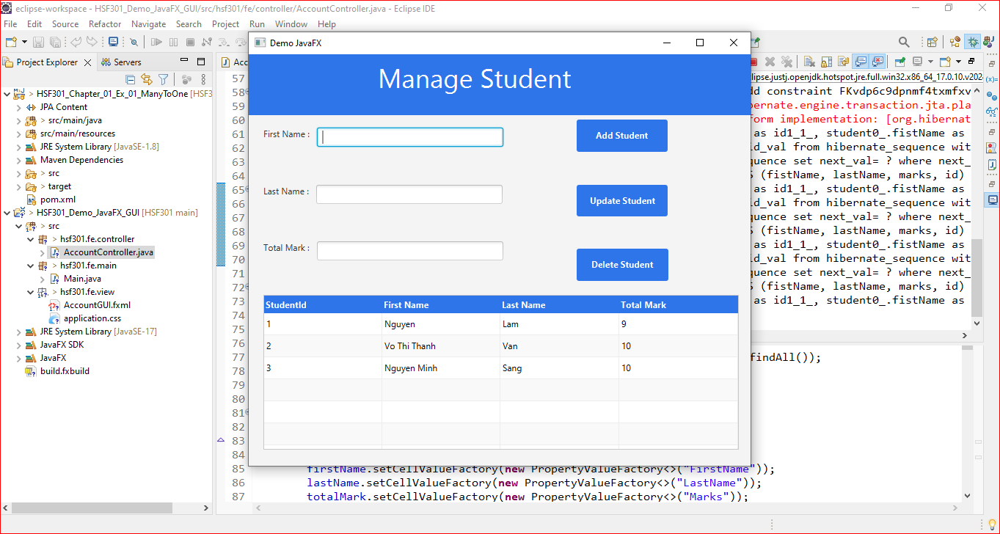 eclipse-workspace - HSF301_Demo_JavaFX_GUI/src/hsf301/fe/controller/AccountController.java - Eclipse IDE
File Edit Source Refactor Navigate Search Project Run Window Help
Project Explorer
Servers
HSF301_Chapter_01_Ex_01_ManyToOne [HSF3
JPA Content
> src/main/java
src/main/resources
JRE System Library [JavaSE-1.8]
Maven Dependencies
> src
> target
pom.xml
> HSF301_Demo_JavaFX_GUI [HSF301 main]
> src
> hsf301.fe.controller
> AccountController.java
> hsf301.fe.main
> Main.java
> hsf301.fe.view
AccountGUI.fxml
application.css
JRE System Library [JavaSE-17]
JavaFX SDK
JavaFX
build.fxbuild
Acc
57
58
59
60
61
62
63
64
65
66
67
68
69
70
71
72
73
74
75
76
77
78
79
80
81
82
83
84
85
86
87
Demo JavaFX
Manage Student
First Name :
Add Student
Last Name :
Update Student
Total Mark :
Delete Student
StudentId First Name Last Name Total Mark
1 Nguyen Lam 9
2 Vo Thi Thanh Van 10
3 Nguyen Minh Sang 10
lipse.justj.openjdk.hotspot.jre.full.win32.x86_64_17.0.10.v202
dd constraint FKvdp6c9dpnmf4txmfxv
bernate.engine.transaction.jta.pla
form implementation: [org.hibernat
as id1_1_, student0_.fistName as
ld_val from hibernate_sequence wit
quence set next_val= ? where next_
S (fistName, lastName, marks, id)
as id1_1_, student0_.fistName as
ld_val from hibernate_sequence wit
quence set next_val= ? where next_
S (fistName, lastName, marks, id)
as id1_1_, student0_.fistName as
ld_val from hibernate_sequence wit
quence set next_val= ? where next_
S (fistName, lastName, marks, id)
as id1_1_, student0_.fistName as
findAll());
firstName.setCellValueFactory(new PropertyValueFactory<>("FirstName"));
lastName.setCellValueFactory(new PropertyValueFactory<>("LastName"));
totalMark.setCellValueFactory(new PropertyValueFactory<>("Marks"));